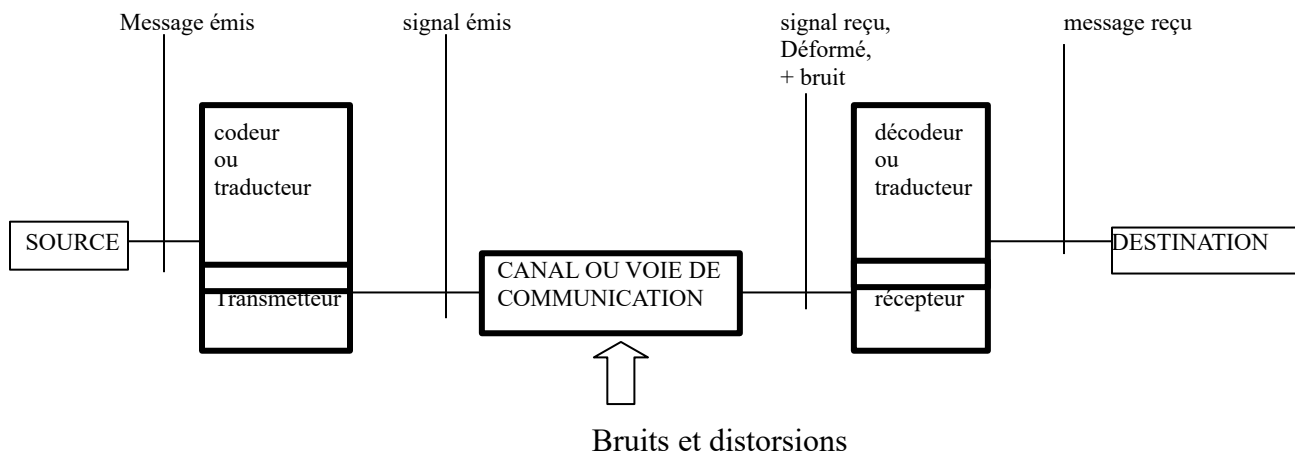 Message émis
signal émis
signal reçu,
Déformé,
+ bruit
message reçu
codeur
ou
traducteur
décodeur
ou
traducteur
SOURCE
DESTINATION
CANAL OU VOIE DE
COMMUNICATION
Transmetteur
récepteur
Bruits et distorsions